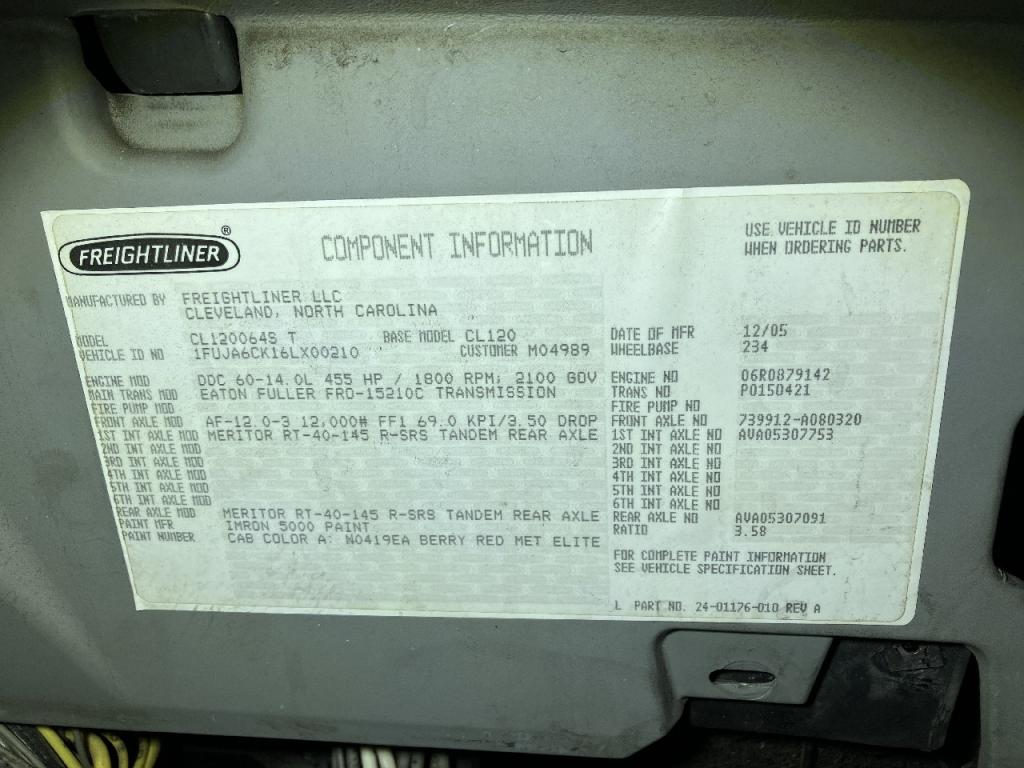 FREIGHTLINER®
COMPONENT INFORMATION
USE VEHICLE ID NUMBER
WHEN ORDERING PARTS.
MANUFACTURED BY FREIGHTLINER LLC
CLEVELAND, NORTH CAROLINA
MODEL CL120064S T BASE MODEL CL120 DATE OF MFR 12/05
VEHICLE ID NO 1FUJA6CK16LX00210 CUSTOMER M04989 WHEELBASE 234
ENGINE MOD DDC 60-14.0L 455 HP / 1800 RPM; 2100 GOV ENGINE NO 06R0879142
MAIN TRANS MOD EATON FULLER FRO-15210C TRANSMISSION TRANS NO P0150421
FIRE PUMP MOD FIRE PUMP NO
FRONT AXLE MOD AF-12.0-3 12,000# FF1 69.0 KPI/3.50 DROP FRONT AXLE NO 739912-A080320
1ST INT AXLE MOD MERITOR RT-40-145 R-SRS TANDEM REAR AXLE 1ST INT AXLE NO AVA05307753
2ND INT AXLE MOD 2ND INT AXLE NO
3RD INT AXLE MOD 3RD INT AXLE NO
4TH INT AXLE MOD 4TH INT AXLE NO
5TH INT AXLE MOD 5TH INT AXLE NO
6TH INT AXLE MOD 6TH INT AXLE NO
REAR AXLE MOD MERITOR RT-40-145 R-SRS TANDEM REAR AXLE REAR AXLE NO AVA05307091
PAINT MFR IMRON 5000 PAINT RATIO 3.58
PAINT NUMBER CAB COLOR A: N0419EA BERRY RED MET ELITE
FOR COMPLETE PAINT INFORMATION
SEE VEHICLE SPECIFICATION SHEET.
L PART NO. 24-01176-010 REV A